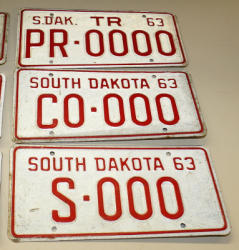 S.DAK. TR 63
PR-0000
SOUTH DAKOTA 63
CO-000
SOUTH DAKOTA 63
S-000